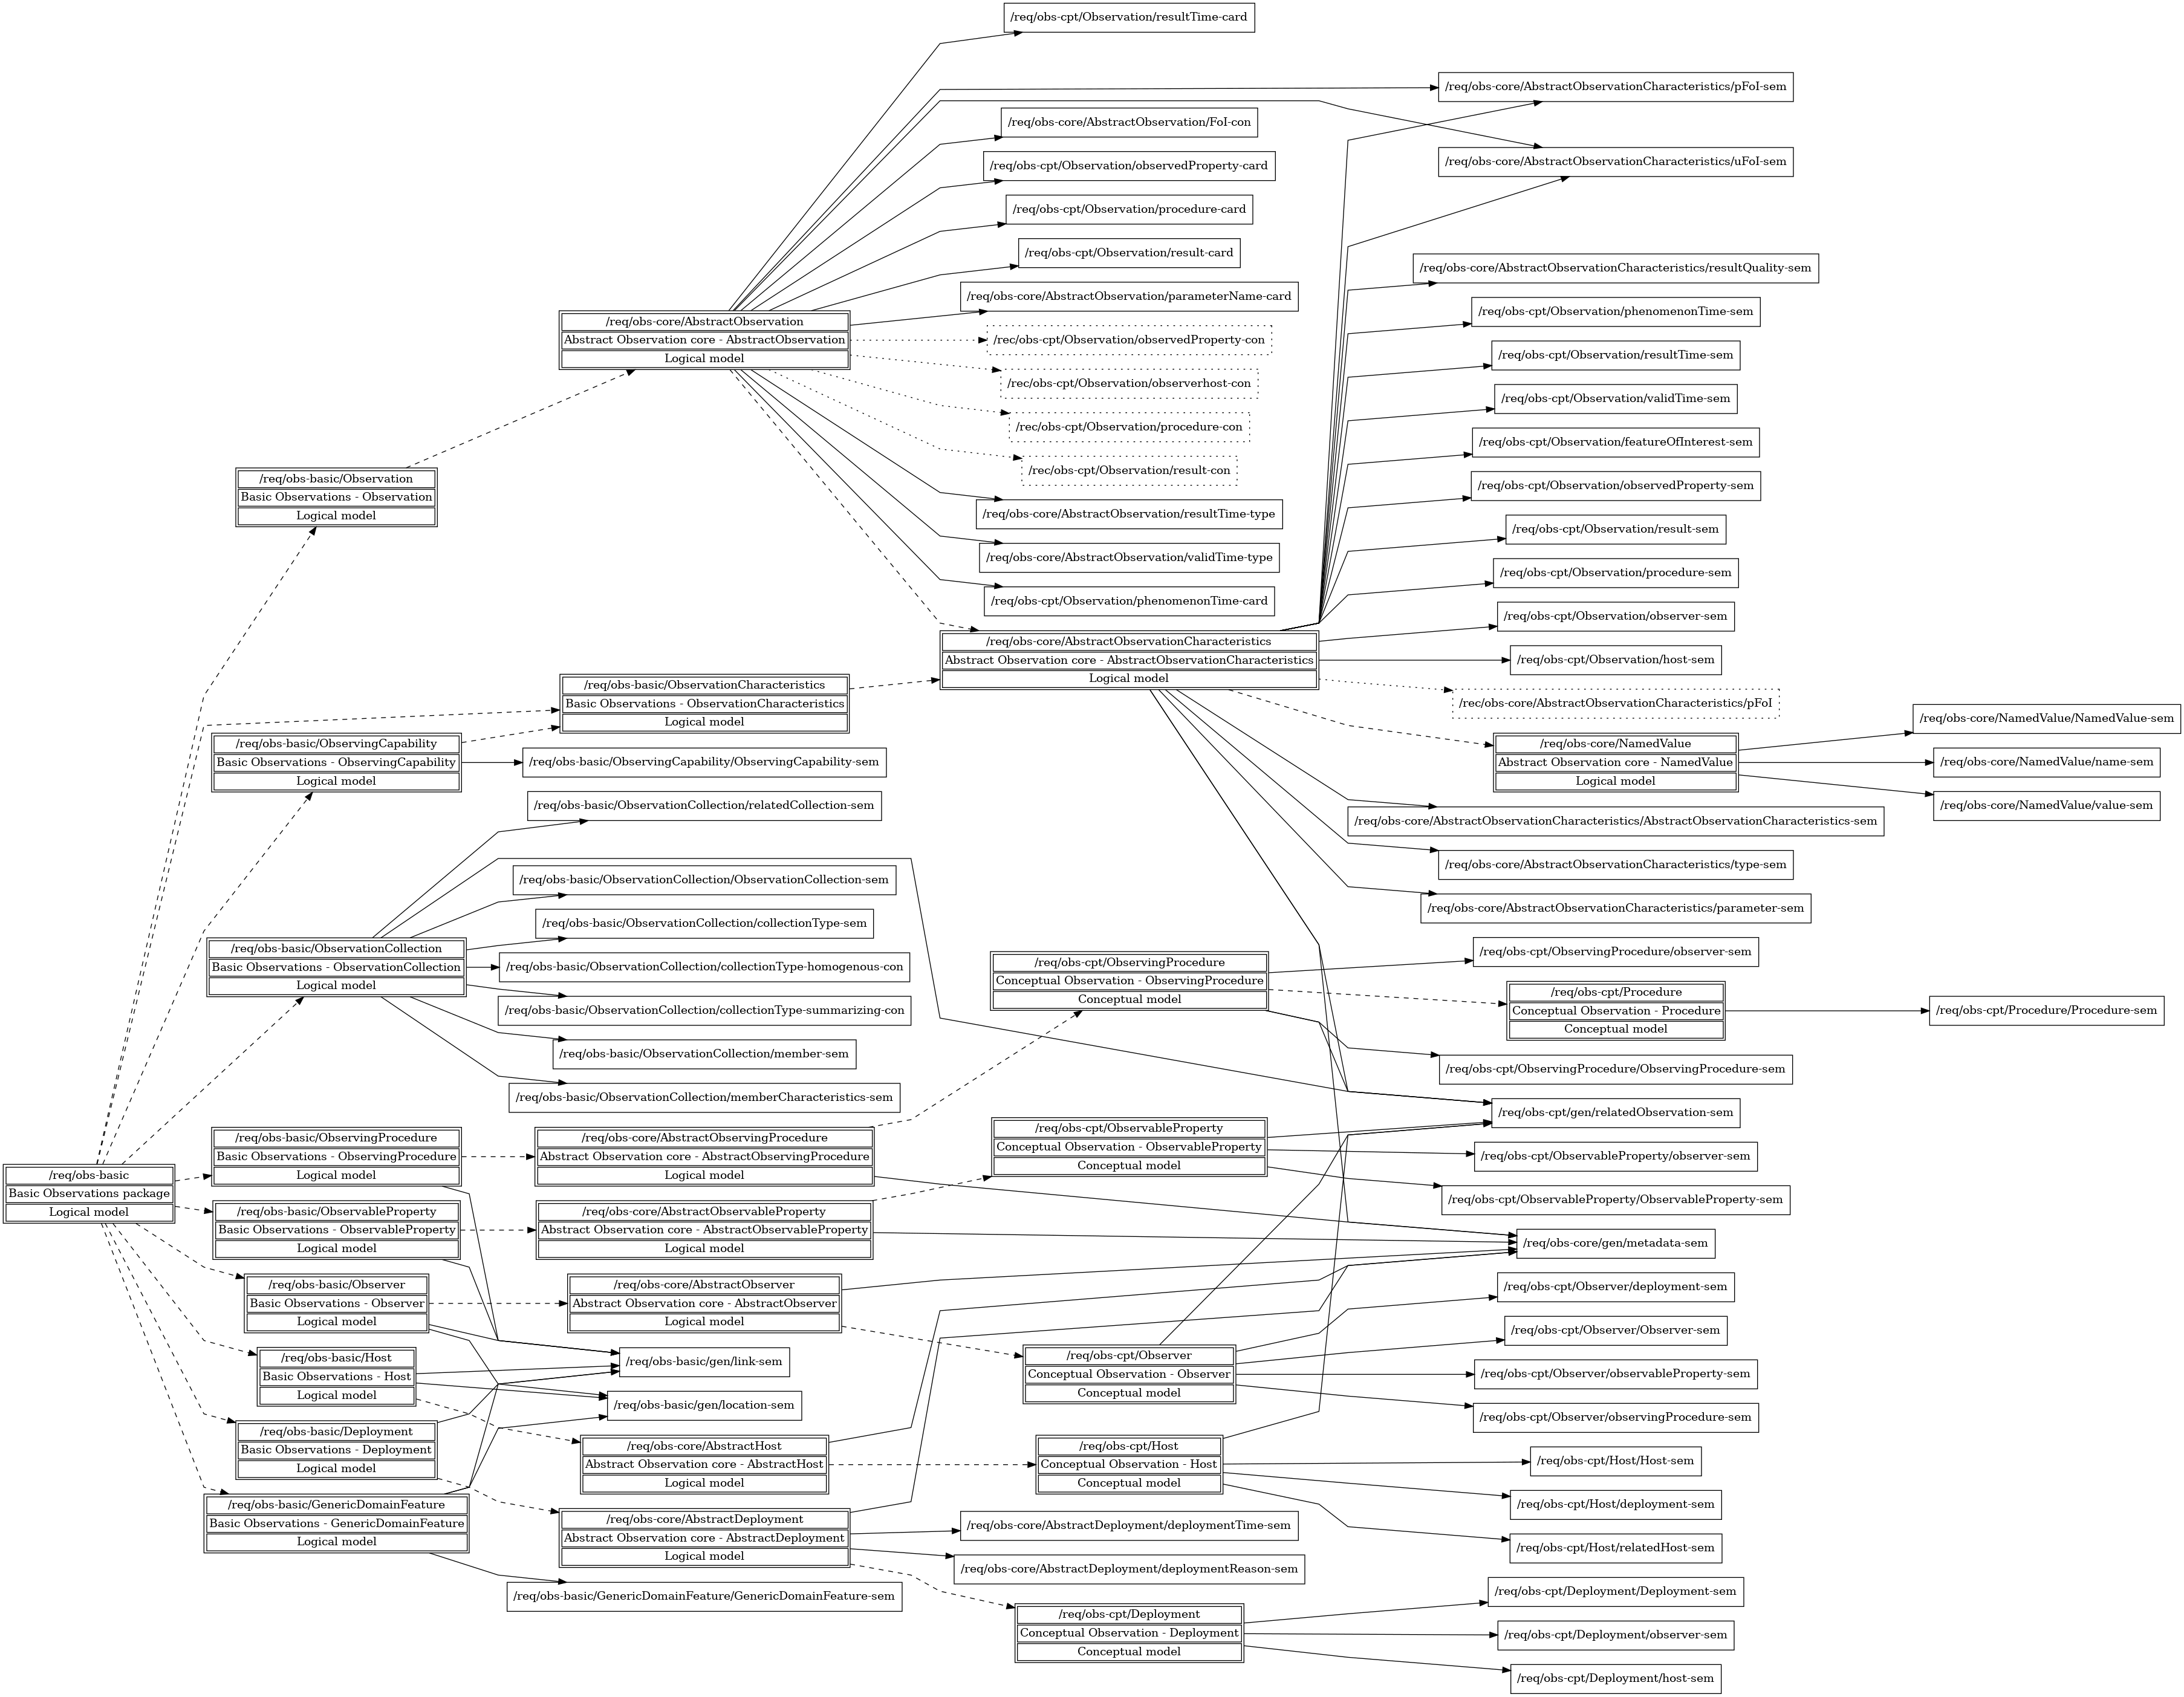 /req/obs-cpt/Observation/resultTime-card
/req/obs-core/AbstractObservationCharacteristics/pFoI-sem
/req/obs-core/AbstractObservation/FoI-con
/req/obs-cpt/Observation/observedProperty-card
/req/obs-core/AbstractObservationCharacteristics/uFoI-sem
/req/obs-cpt/Observation/procedure-card
/req/obs-cpt/Observation/result-card
/req/obs-core/AbstractObservationCharacteristics/resultQuality-sem
/req/obs-core/AbstractObservation/parameterName-card
/req/obs-cpt/Observation/phenomenonTime-sem
/req/obs-core/AbstractObservation
Abstract Observation core - AbstractObservation
Logical model
/rec/obs-cpt/Observation/observedProperty-con
/req/obs-cpt/Observation/resultTime-sem
/rec/obs-cpt/Observation/observerhost-con
/req/obs-cpt/Observation/validTime-sem
/rec/obs-cpt/Observation/procedure-con
/req/obs-cpt/Observation/featureOfInterest-sem
/rec/obs-cpt/Observation/result-con
/req/obs-cpt/Observation/observedProperty-sem
/req/obs-basic/Observation
Basic Observations - Observation
Logical model
/req/obs-core/AbstractObservation/resultTime-type
/req/obs-cpt/Observation/result-sem
/req/obs-core/AbstractObservation/validTime-type
/req/obs-cpt/Observation/procedure-sem
/req/obs-cpt/Observation/phenomenonTime-card
/req/obs-cpt/Observation/observer-sem
/req/obs-core/AbstractObservationCharacteristics
Abstract Observation core - AbstractObservationCharacteristics
Logical model
/req/obs-cpt/Observation/host-sem
/req/obs-basic/ObservationCharacteristics
Basic Observations - ObservationCharacteristics
Logical model
/rec/obs-core/AbstractObservationCharacteristics/pFoI
/req/obs-core/NamedValue/NamedValue-sem
/req/obs-basic/ObservingCapability
Basic Observations - ObservingCapability
Logical model
/req/obs-basic/ObservingCapability/ObservingCapability-sem
/req/obs-core/NamedValue
Abstract Observation core - NamedValue
Logical model
/req/obs-core/NamedValue/name-sem
/req/obs-core/NamedValue/value-sem
/req/obs-basic/ObservationCollection/relatedCollection-sem
/req/obs-core/AbstractObservationCharacteristics/AbstractObservationCharacteristics-sem
/req/obs-core/AbstractObservationCharacteristics/type-sem
/req/obs-basic/ObservationCollection/ObservationCollection-sem
/req/obs-core/AbstractObservationCharacteristics/parameter-sem
/req/obs-basic/ObservationCollection/collectionType-sem
/req/obs-basic/ObservationCollection
Basic Observations - ObservationCollection
Logical model
/req/obs-basic/ObservationCollection/collectionType-homogenous-con
/req/obs-basic/ObservationCollection/collectionType-summarizing-con
/req/obs-basic/ObservationCollection/member-sem
/req/obs-basic/ObservationCollection/memberCharacteristics-sem
/req/obs-cpt/ObservingProcedure
Conceptual Observation - ObservingProcedure
Conceptual model
/req/obs-cpt/ObservingProcedure/observer-sem
/req/obs-cpt/Procedure
Conceptual Observation - Procedure
Conceptual model
/req/obs-cpt/Procedure/Procedure-sem
/req/obs-cpt/ObservingProcedure/ObservingProcedure-sem
/req/obs-cpt/gen/relatedObservation-sem
/req/obs-basic
Basic Observations package
Logical model
/req/obs-basic/ObservingProcedure
Basic Observations - ObservingProcedure
Logical model
/req/obs-core/AbstractObservingProcedure
Abstract Observation core - AbstractObservingProcedure
Logical model
/req/obs-cpt/ObservableProperty
Conceptual Observation - ObservableProperty
Conceptual model
/req/obs-cpt/ObservableProperty/observer-sem
/req/obs-cpt/ObservableProperty/ObservableProperty-sem
/req/obs-basic/ObservableProperty
Basic Observations - ObservableProperty
Logical model
/req/obs-core/AbstractObservableProperty
Abstract Observation core - AbstractObservableProperty
Logical model
/req/obs-core/gen/metadata-sem
/req/obs-basic/Observer
Basic Observations - Observer
Logical model
/req/obs-core/AbstractObserver
Abstract Observation core - AbstractObserver
Logical model
/req/obs-cpt/Observer/deployment-sem
/req/obs-cpt/Observer/Observer-sem
/req/obs-basic/Host
Basic Observations - Host
Logical model
/req/obs-basic/gen/link-sem
/req/obs-cpt/Observer
Conceptual Observation - Observer
Conceptual model
/req/obs-cpt/Observer/observableProperty-sem
/req/obs-basic/gen/location-sem
/req/obs-cpt/Observer/observingProcedure-sem
/req/obs-basic/Deployment
Basic Observations - Deployment
Logical model
/req/obs-core/AbstractHost
Abstract Observation core - AbstractHost
Logical model
/req/obs-cpt/Host
Conceptual Observation - Host
Conceptual model
/req/obs-cpt/Host/Host-sem
/req/obs-cpt/Host/deployment-sem
/req/obs-cpt/Host/relatedHost-sem
/req/obs-basic/GenericDomainFeature
Basic Observations - GenericDomainFeature
Logical model
/req/obs-core/AbstractDeployment
Abstract Observation core - AbstractDeployment
Logical model
/req/obs-core/AbstractDeployment/deploymentTime-sem
/req/obs-core/AbstractDeployment/deploymentReason-sem
/req/obs-basic/GenericDomainFeature/GenericDomainFeature-sem
/req/obs-cpt/Deployment
Conceptual Observation - Deployment
Conceptual model
/req/obs-cpt/Deployment/Deployment-sem
/req/obs-cpt/Deployment/observer-sem
/req/obs-cpt/Deployment/host-sem